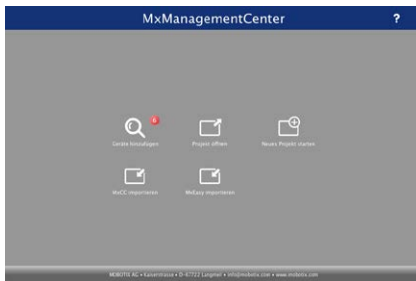 MxManagementCenter ?
6
Geräte hinzufügen Projekt öffnen Neues Projekt starten
MxCC importieren MxEasy importieren
MOBOTIX AG • Kaiserstrasse • D-67722 Langmeil • info@mobotix.com • www.mobotix.com